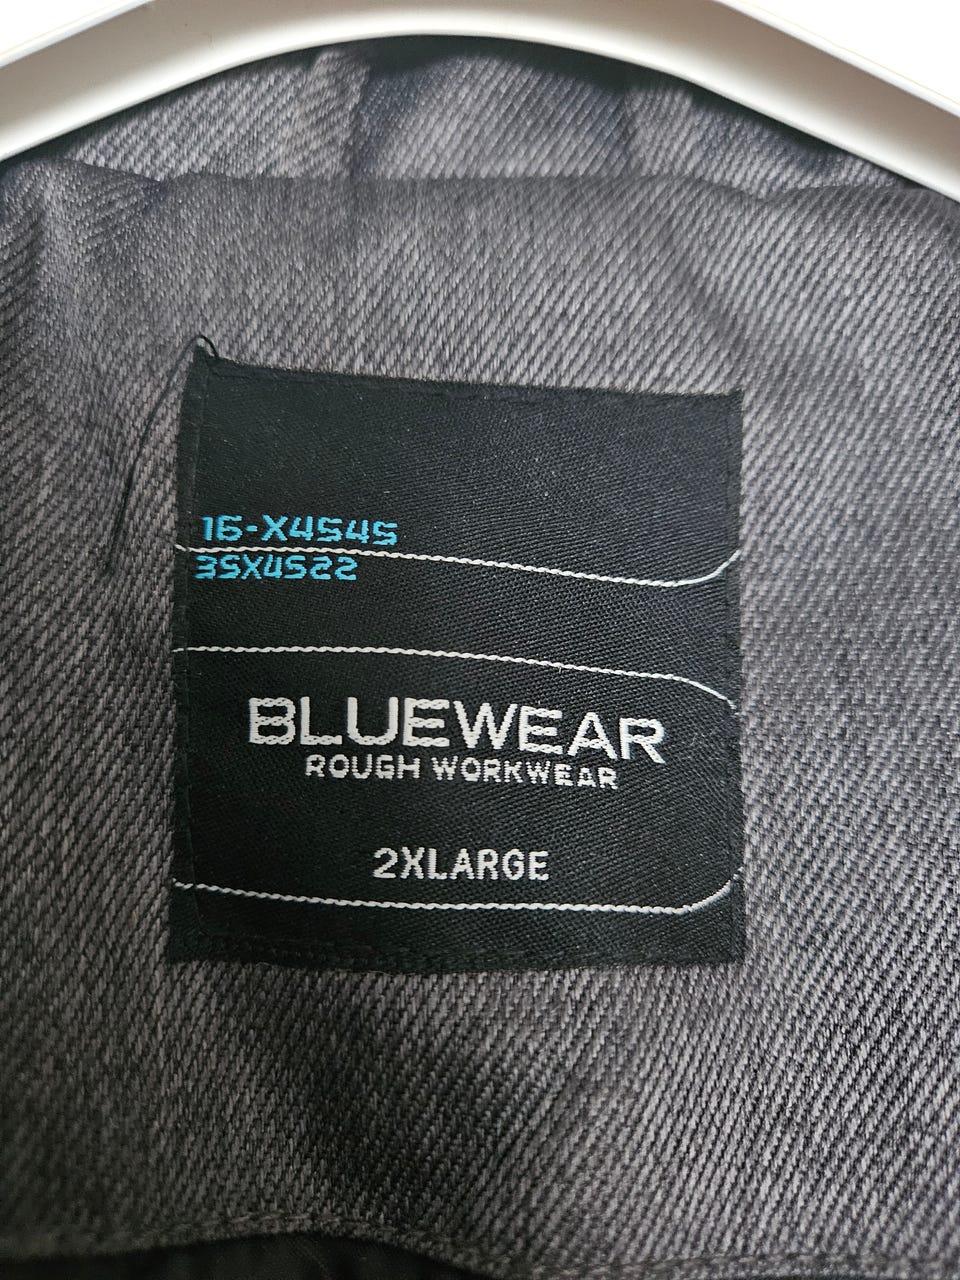 16-X4545
35X4522
BLUEWEAR
ROUGH WORKWEAR
2XLARGE